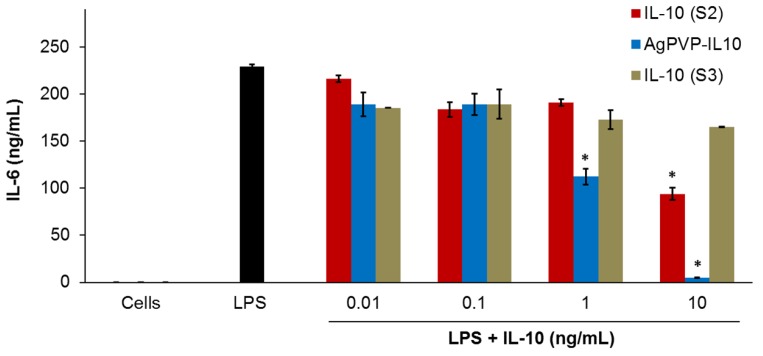 IL-10 (S2)
AgPVP-IL10
IL-10 (S3)
IL-6 (ng/mL)
250
200
150
100
50
0
*
*
*
Cells LPS 0.01 0.1 1 10
LPS + IL-10 (ng/mL)